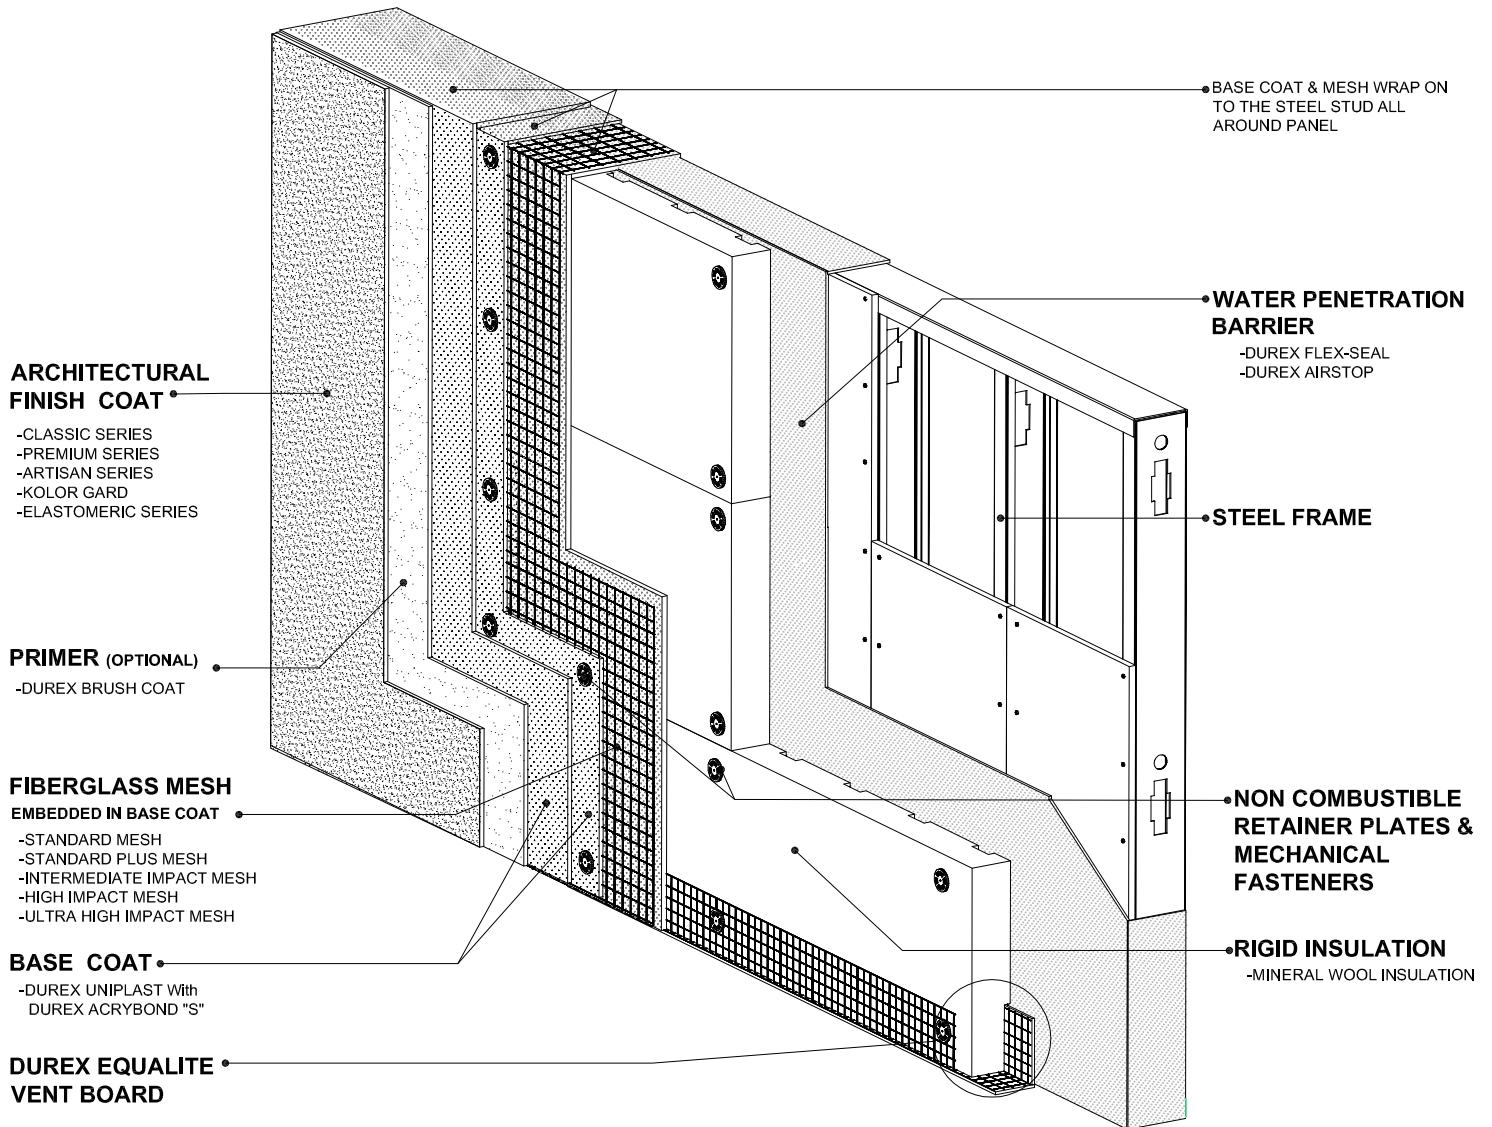 BASE COAT & MESH WRAP ON
TO THE STEEL STUD ALL
AROUND PANEL
WATER PENETRATION
BARRIER
-DUREX FLEX-SEAL
-DUREX AIRSTOP
ARCHITECTURAL
FINISH COAT
-CLASSIC SERIES
-PREMIUM SERIES
-ARTISAN SERIES
-KOLOR GARD
-ELASTOMERIC SERIES
STEEL FRAME
PRIMER (OPTIONAL)
-DUREX BRUSH COAT
FIBERGLASS MESH
EMBEDDED IN BASE COAT
-STANDARD MESH
-STANDARD PLUS MESH
-INTERMEDIATE IMPACT MESH
-HIGH IMPACT MESH
-ULTRA HIGH IMPACT MESH
NON COMBUSTIBLE
RETAINER PLATES &
MECHANICAL
FASTENERS
BASE COAT
-DUREX UNIPLAST With
DUREX ACRYBOND "S"
RIGID INSULATION
-MINERAL WOOL INSULATION
DUREX EQUALITE
VENT BOARD